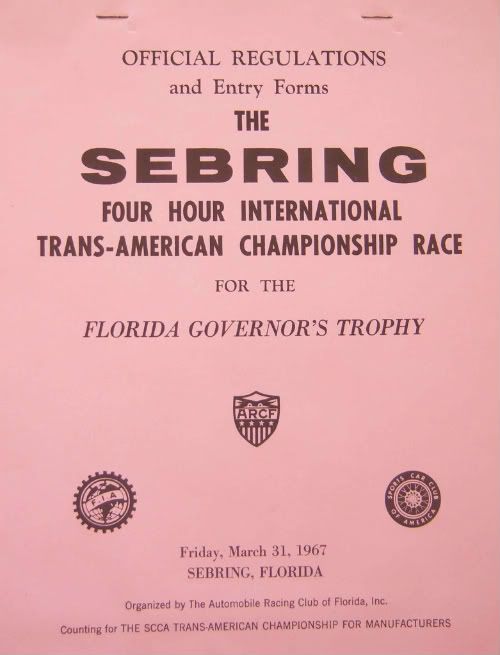 OFFICIAL REGULATIONS
and Entry Forms
THE
SEBRING
FOUR HOUR INTERNATIONAL
TRANS-AMERICAN CHAMPIONSHIP RACE
FOR THE
FLORIDA GOVERNOR'S TROPHY
ARCF
F.I.A
SPORTS CAR CLUB
OF AMERICA
Friday, March 31, 1967
SEBRING, FLORIDA
Organized by The Automobile Racing Club of Florida, Inc.
Counting for THE SCCA TRANS-AMERICAN CHAMPIONSHIP FOR MANUFACTURERS